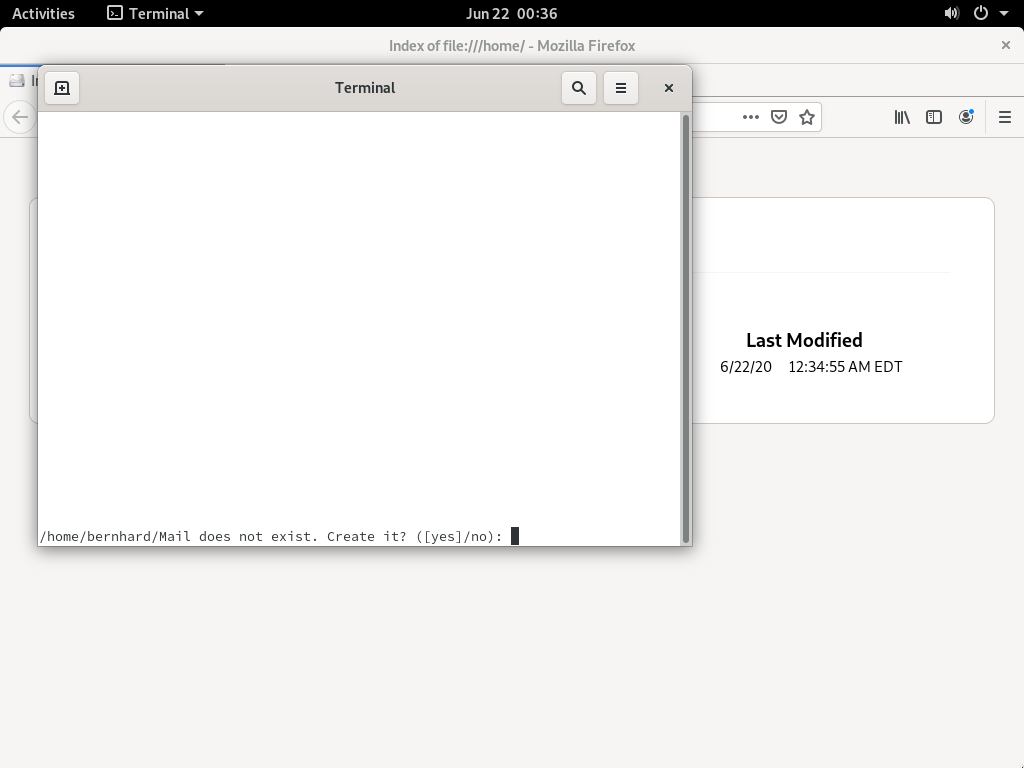 Activities Terminal Jun 22 00:36
Index of file:///home/ - Mozilla Firefox
Terminal
Last Modified
6/22/20 12:34:55 AM EDT
/home/bernhard/Mail does not exist. Create it? ([yes]/no):